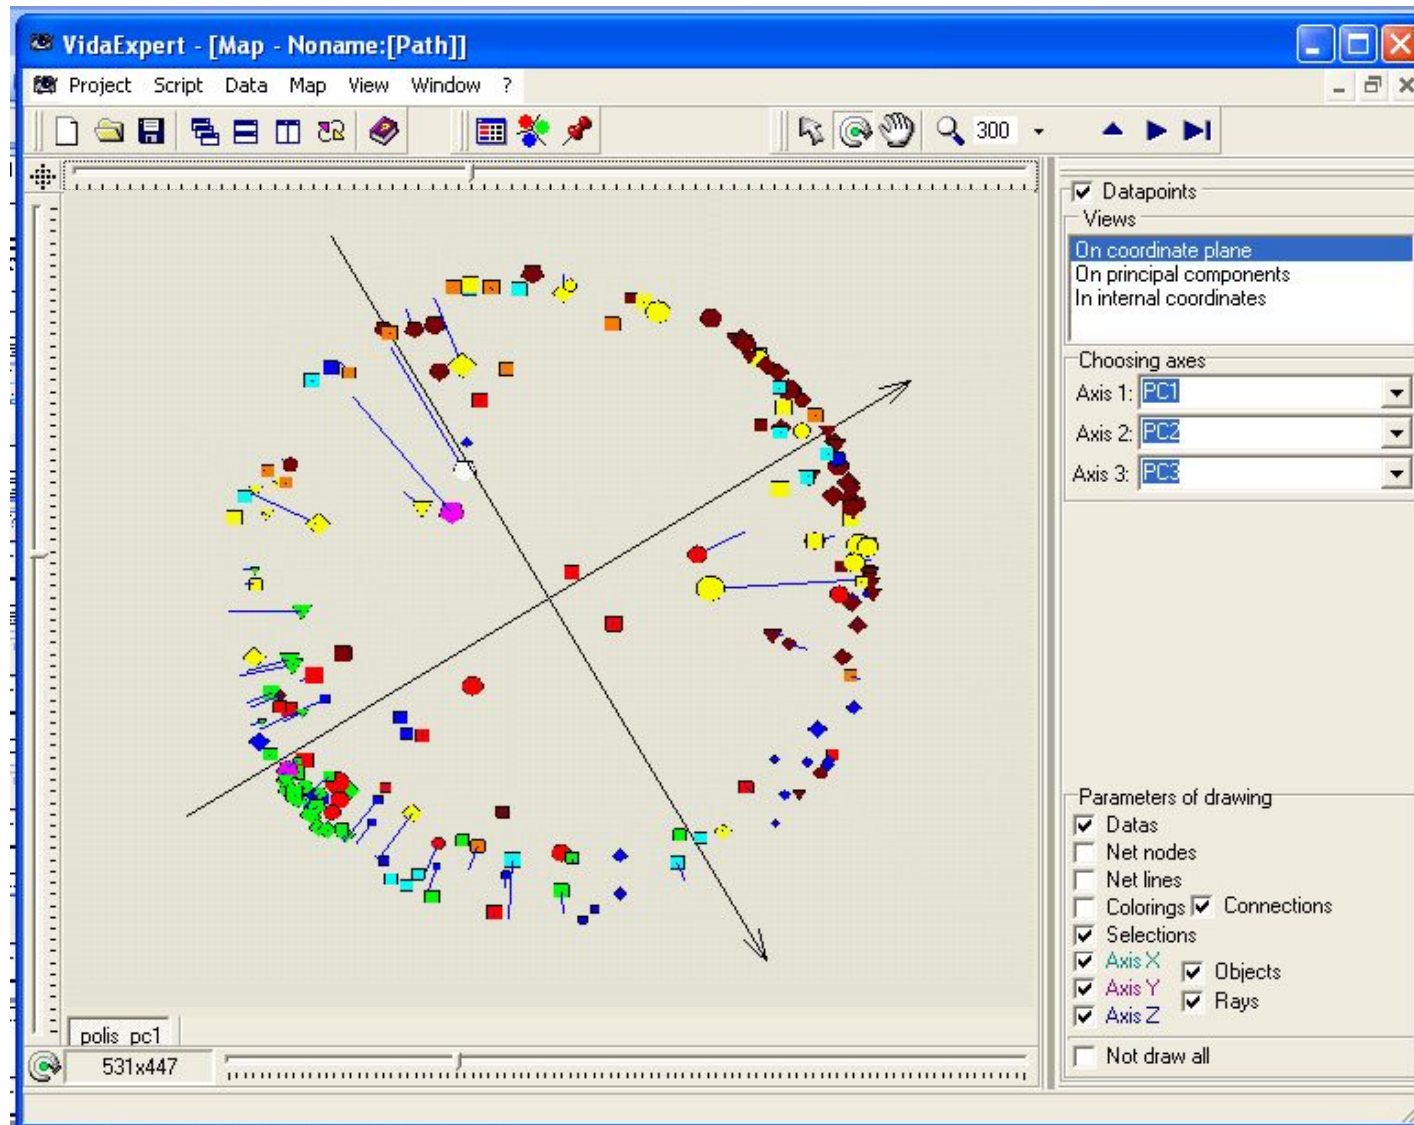 VidaExpert - [Map - Noname:[Path]]
Project Script Data Map View Window ?
300
Datapoints
Views
On coordinate plane
On principal components
In internal coordinates
Choosing axes
Axis 1: PC1
Axis 2: PC2
Axis 3: PC3
Parameters of drawing
Datas
Net nodes
Net lines
Colorings Connections
Selections
Axis X
Objects
Axis Y
Rays
Axis Z
Not draw all
polis pc1
531x447